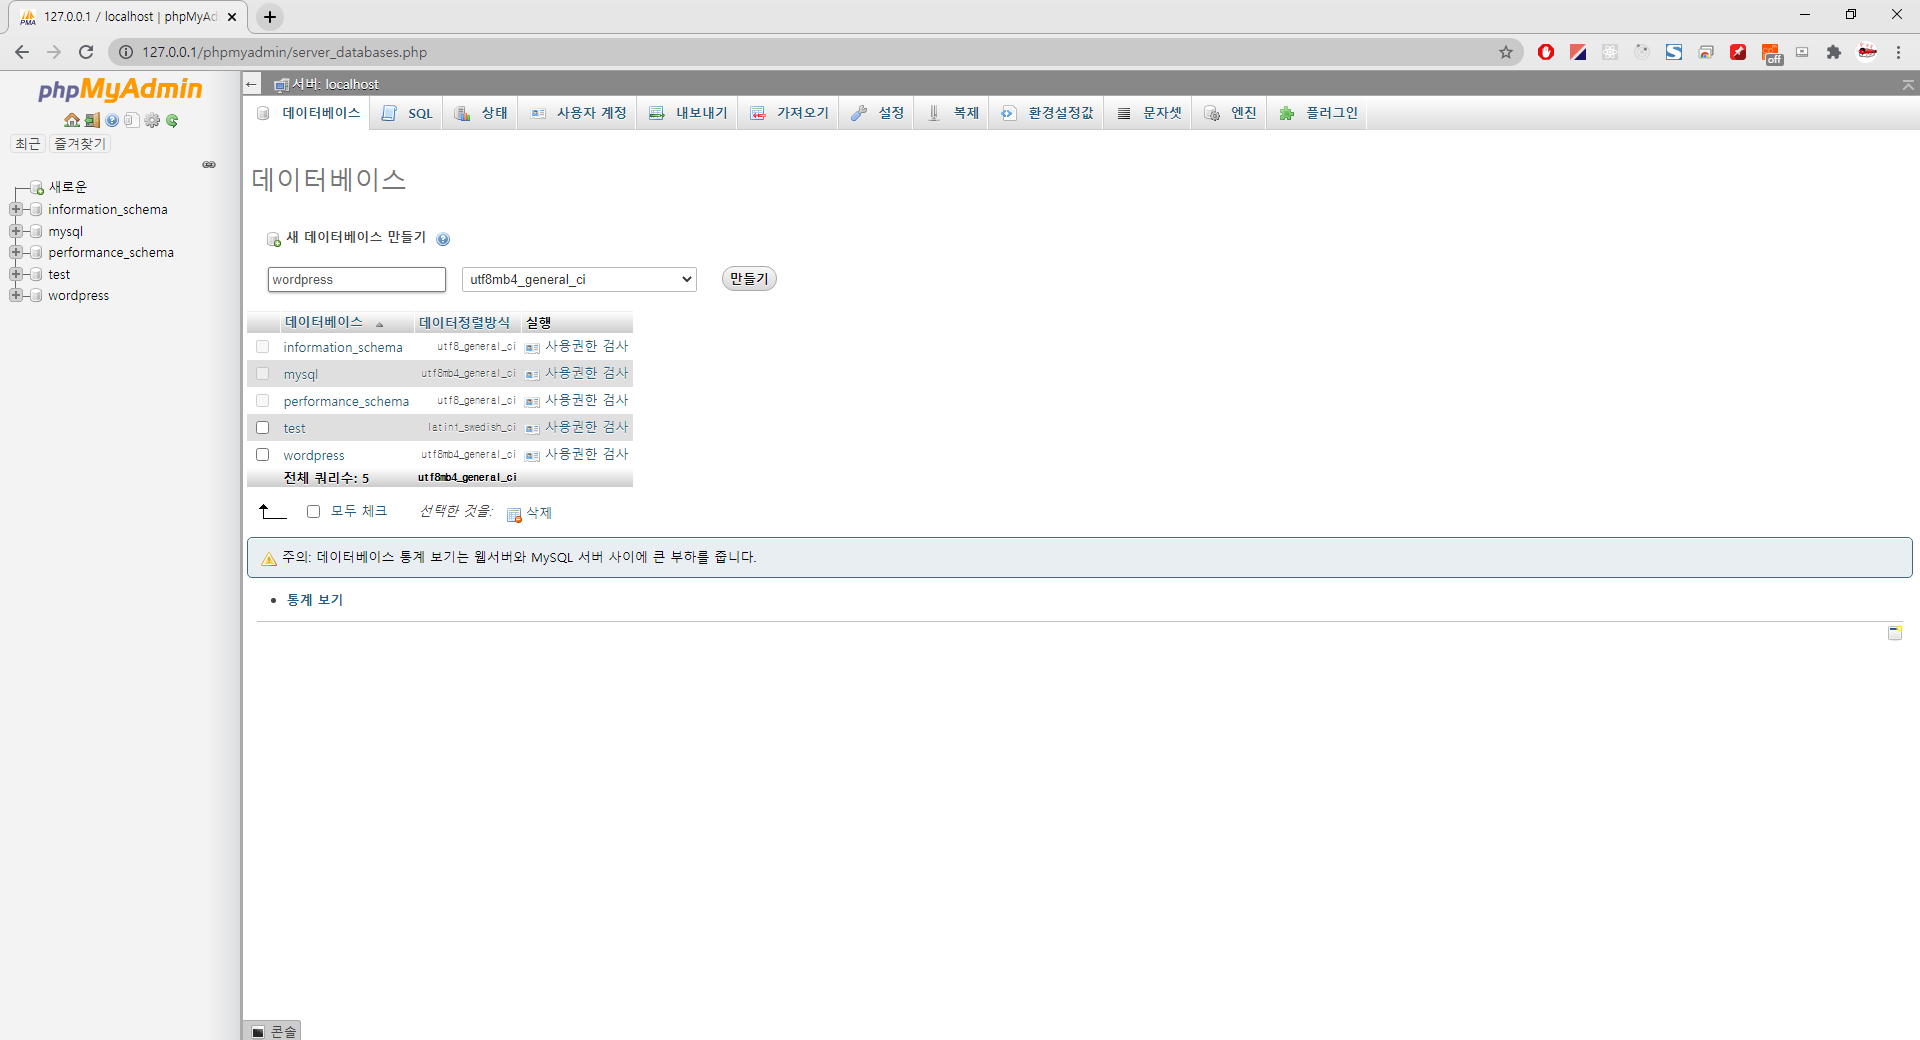 127.0.0.1 / localhost | phpMyAd
127.0.0.1/phpmyadmin/server_databases.php
off
phpMyAdmin
최근 즐겨찾기
새로운
information_schema
mysql
performance_schema
test
wordpress
서버: localhost
데이터베이스 SQL 상태 사용자 계정 내보내기 가져오기 설정 복제 환경설정값 문자셋 엔진 플러그인
데이터베이스
새 데이터베이스 만들기
wordpress utf8mb4_general_ci 만들기
데이터베이스 데이터정렬방식 실행
information_schema utf8_general_ci 사용권한 검사
mysql utf8mb4_general_ci 사용권한 검사
performance_schema utf8_general_ci 사용권한 검사
test latin1_swedish_ci 사용권한 검사
wordpress utf8mb4_general_ci 사용권한 검사
전체 쿼리수: 5 utf8mb4_general_ci
모두 체크 선택한 것을: 삭제
주의: 데이터베이스 통계 보기는 웹서버와 MySQL 서버 사이에 큰 부하를 줍니다.
통계 보기
콘솔